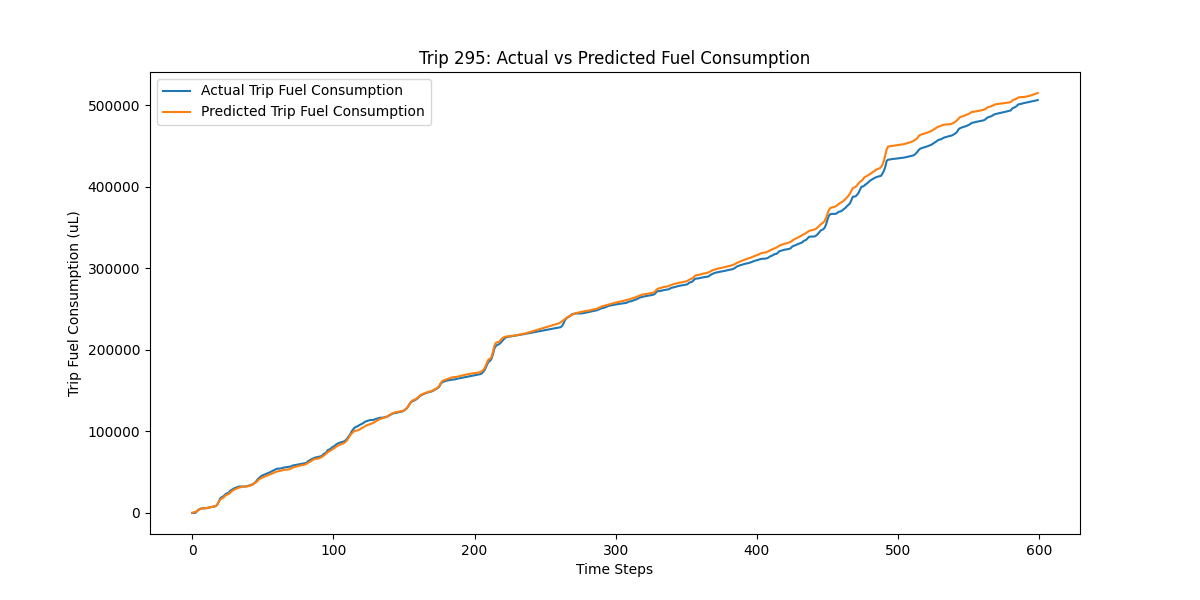 Trip 295: Actual vs Predicted Fuel Consumption
Actual Trip Fuel Consumption
Predicted Trip Fuel Consumption
500000
400000
300000
200000
100000
0
Trip Fuel Consumption (uL)
0 100 200 300 400 500 600
Time Steps